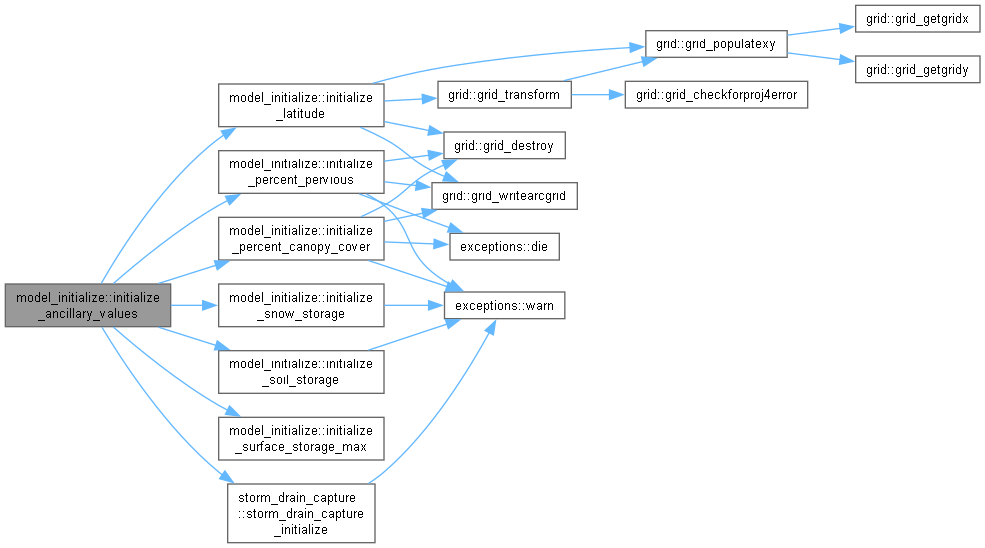 model_initialize::initialize
_ancillary_values
model_initialize::initialize
_latitude
model_initialize::initialize
_percent_pervious
model_initialize::initialize
_percent_canopy_cover
model_initialize::initialize
_snow_storage
model_initialize::initialize
_soil_storage
model_initialize::initialize
_surface_storage_max
storm_drain_capture
::storm_drain_capture
_initialize
grid::grid_transform
grid::grid_destroy
grid::grid_writearcgrid
exceptions::die
exceptions::warn
grid::grid_populatexy
grid::grid_checkforproj4error
grid::grid_getgridx
grid::grid_getgridy